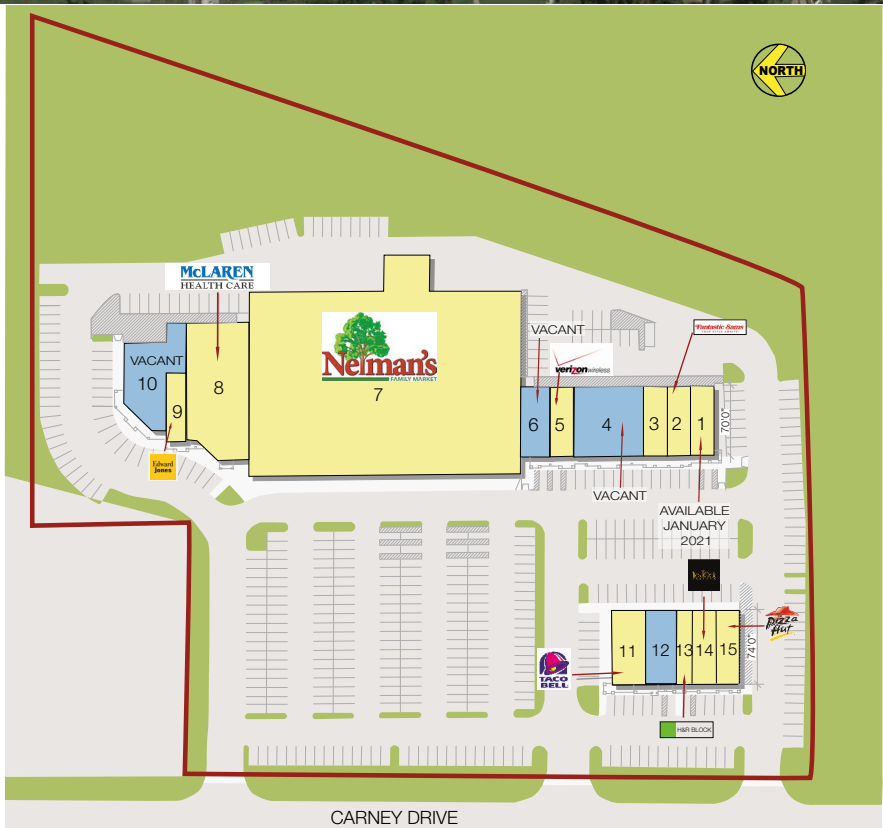 NORTH
McLAREN
HEALTH CARE
Neiman's
FAMILY MARKET
7
VACANT
10
9
8
Edward
Jones
VACANT
verizonwireless
Fantastic Sams
6
5
4
3
2
1
70'0"
VACANT
AVAILABLE
JANUARY
2021
Pizza
Hut
11
12
13
14
15
74'0"
TACO
BELL
H&R BLOCK
CARNEY DRIVE